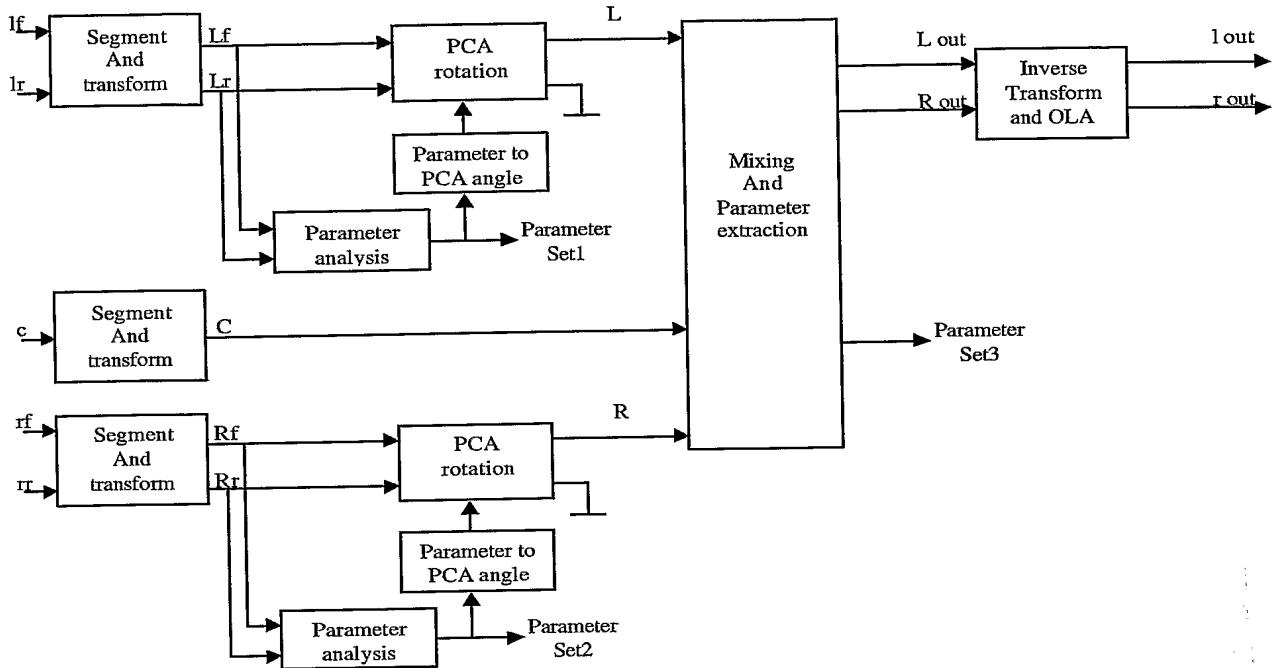 lf
lr
Segment
And
transform
Lf
Lr
PCA
rotation
L
Parameter to
PCA angle
Parameter
analysis
Parameter
Set1
c
Segment
And
transform
C
rf
rr
Segment
And
transform
Rf
Rr
PCA
rotation
R
Parameter to
PCA angle
Parameter
analysis
Parameter
Set2
Mixing
And
Parameter
extraction
L out
R out
Inverse
Transform
and OLA
l out
r out
Parameter
Set3